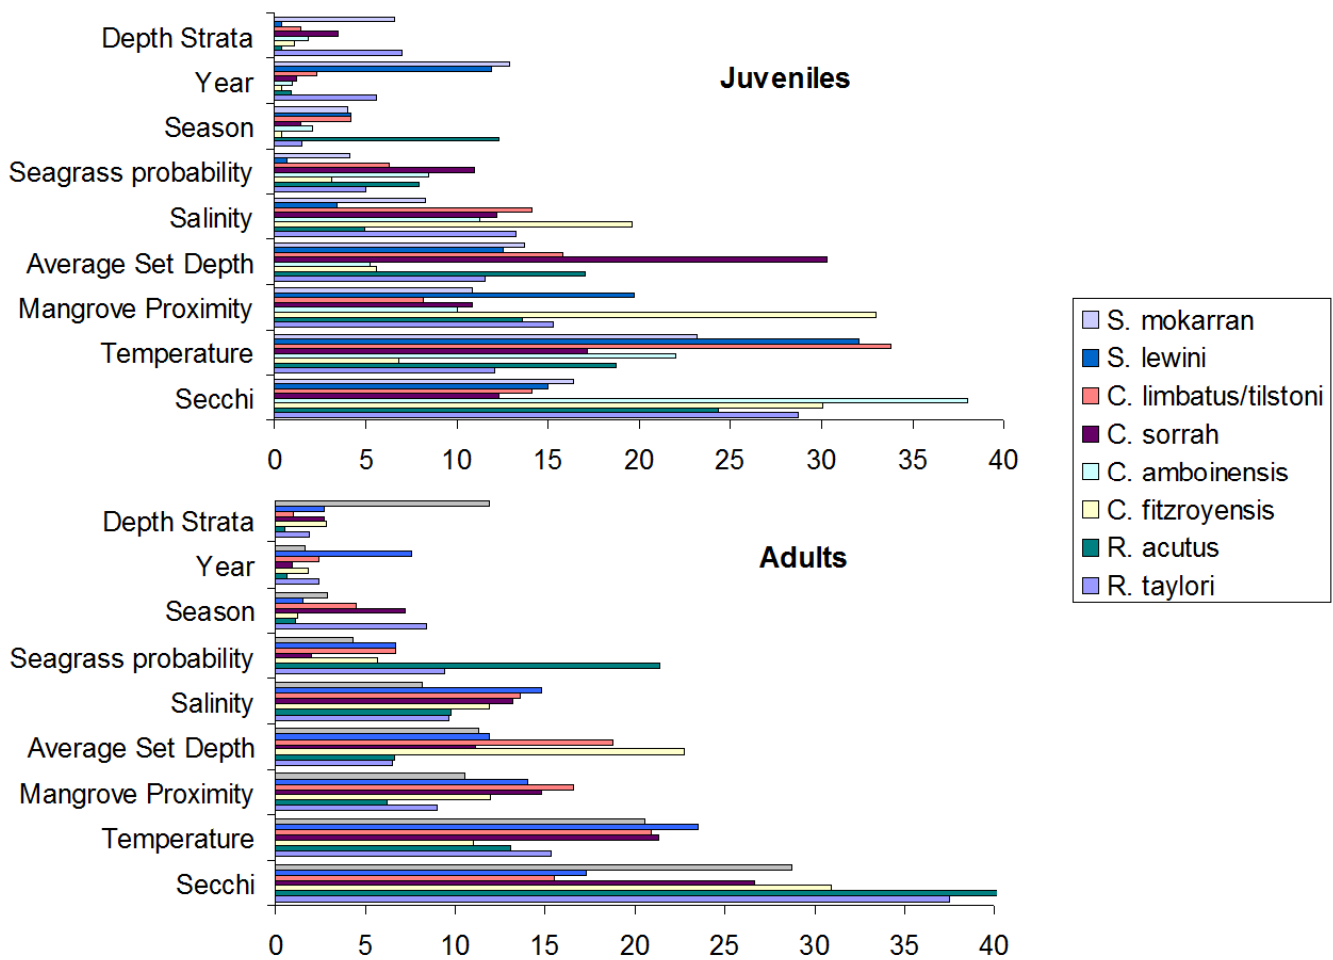 Depth Strata
Year
Juveniles
Season
Seagrass probability
Salinity
Average Set Depth
Mangrove Proximity
Temperature
Secchi
0 5 10 15 20 25 30 35 40
S. mokarran
S. lewini
C. limbatus/tilstoni
C. sorrah
C. amboinensis
C. fitzroyensis
R. acutus
R. taylori
Depth Strata
Year
Adults
Season
Seagrass probability
Salinity
Average Set Depth
Mangrove Proximity
Temperature
Secchi
0 5 10 15 20 25 30 35 40